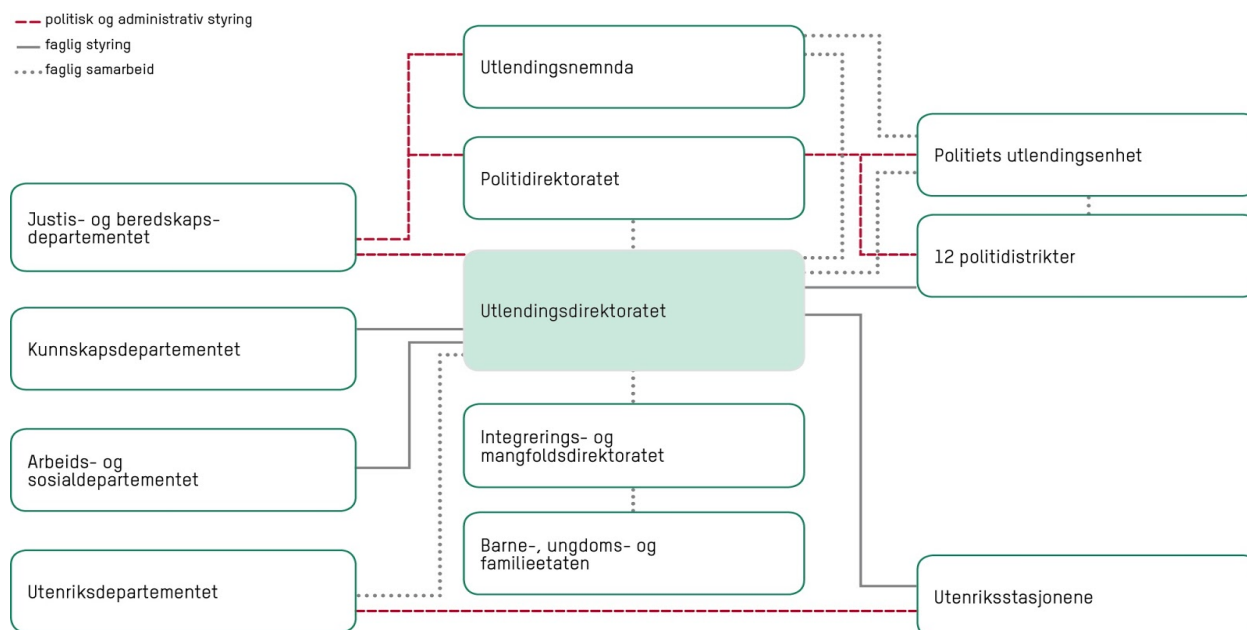 politisk og administrativ styring
faglig styring
faglig samarbeid
Utlendingsnemnda
Politidirektoratet
Politiets utlendingsenhet
Justis- og beredskaps-
departementet
12 politidistrikter
Utlendingsdirektoratet
Kunnskapsdepartementet
Integrerings- og
mangfoldsdirektoratet
Arbeids- og
sosialdepartementet
Barne-, ungdoms- og
familieetaten
Utenriksdepartementet
Utenriksstasjonene